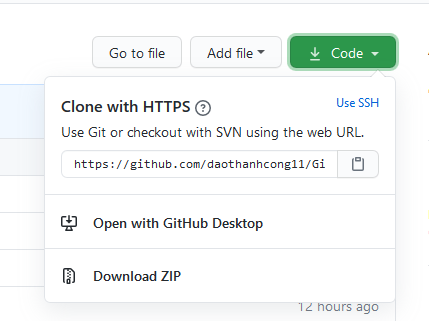 Go to file Add file Code
Clone with HTTPS ? Use SSH
Use Git or checkout with SVN using the web URL.
https://github.com/daothanhcong11/Gi
Open with GitHub Desktop
Download ZIP
12 hours ago